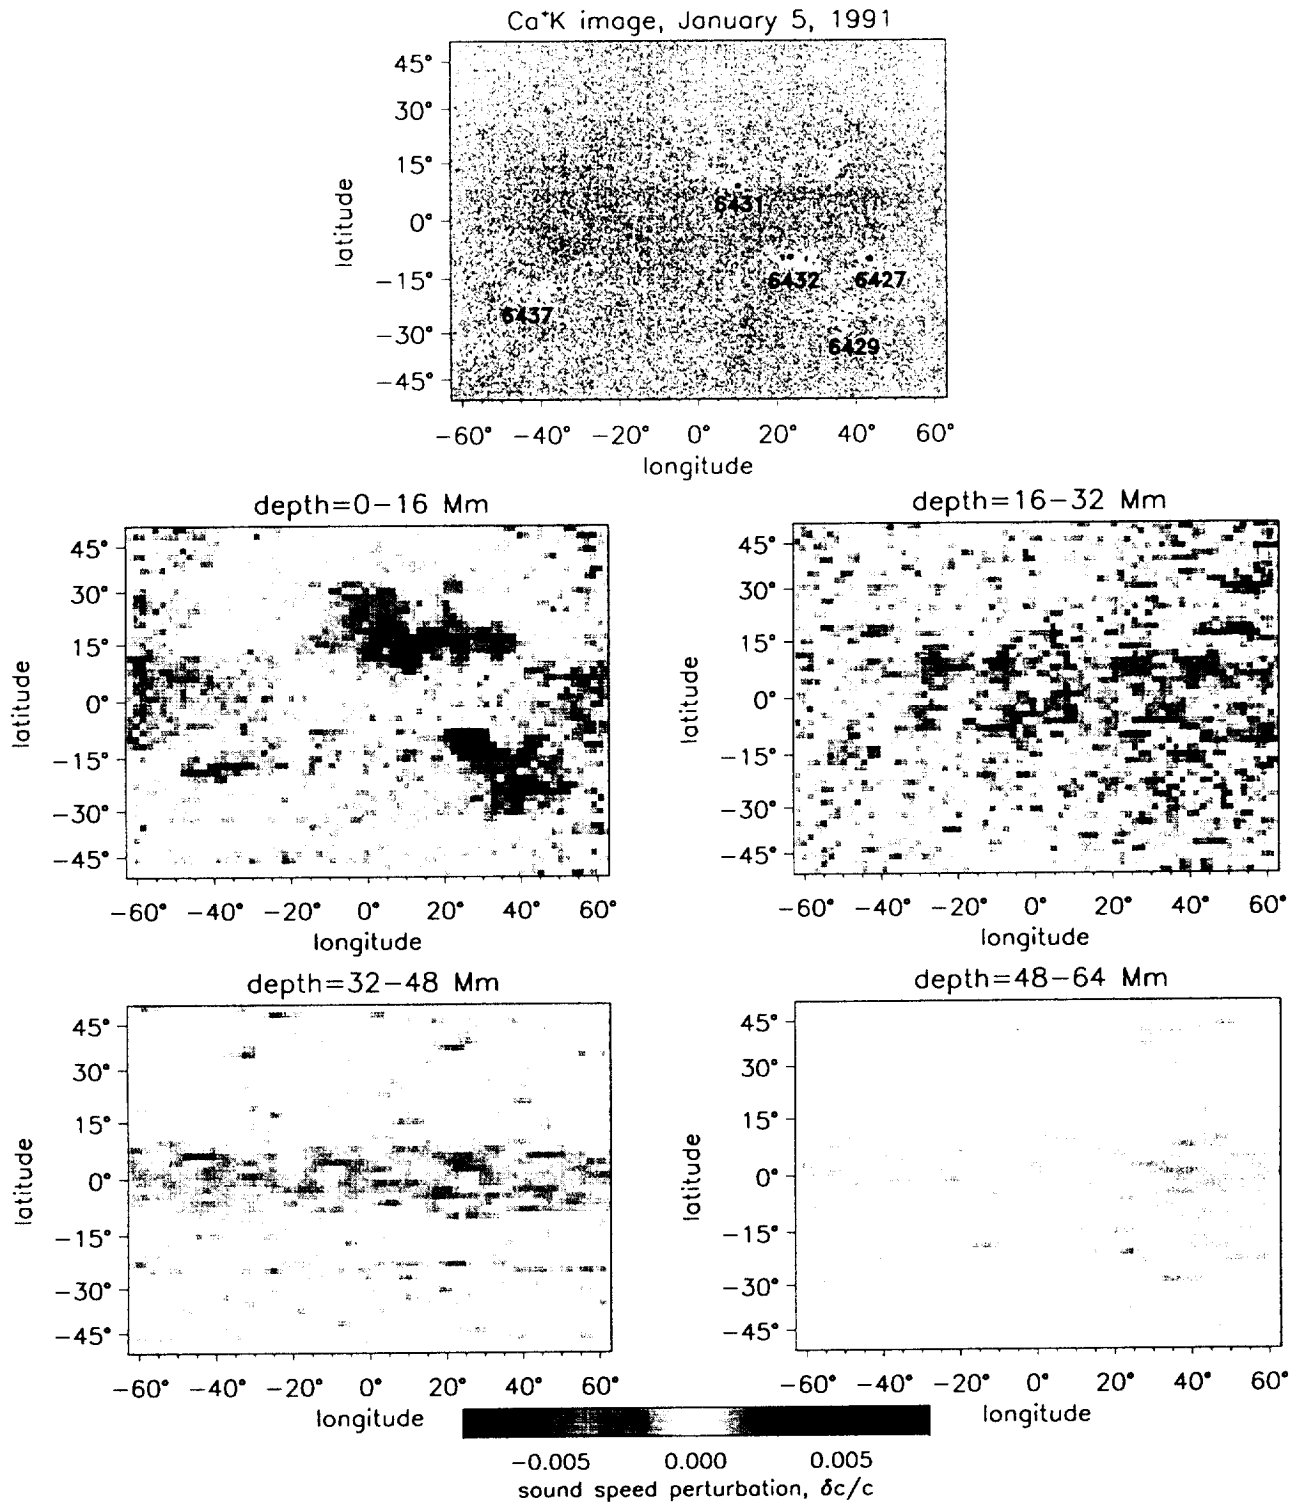 Ca⁺K image, January 5, 1991
45°
30°
15°
0°
−15°
−30°
−45°
latitude
6431
6432
6427
6437
6429
−60° −40° −20° 0° 20° 40° 60°
longitude
depth=0−16 Mm
45°
30°
15°
0°
−15°
−30°
−45°
latitude
−60° −40° −20° 0° 20° 40° 60°
longitude
depth=16−32 Mm
45°
30°
15°
0°
−15°
−30°
−45°
latitude
−60° −40° −20° 0° 20° 40° 60°
longitude
depth=32−48 Mm
45°
30°
15°
0°
−15°
−30°
−45°
latitude
−60° −40° −20° 0° 20° 40° 60°
longitude
depth=48−64 Mm
45°
30°
15°
0°
−15°
−30°
−45°
latitude
−60° −40° −20° 0° 20° 40° 60°
longitude
−0.005 0.000 0.005
sound speed perturbation, δc/c